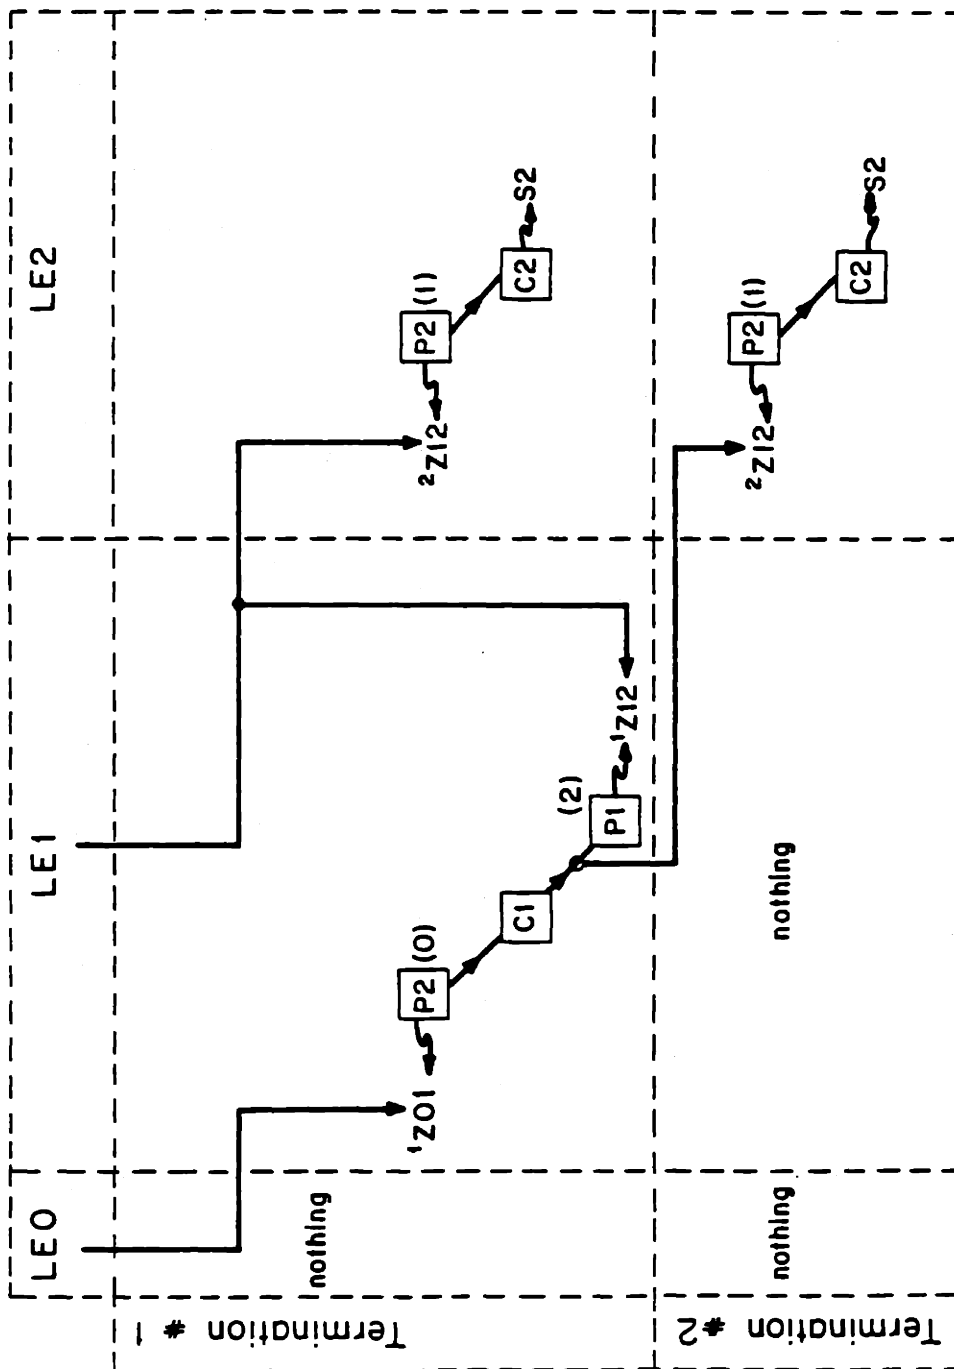 LE0
LE1
LE2
Termination # 1
nothing
¹Z01
P2
(0)
C1
P1
(2)
¹Z12
²Z12
P2
(1)
C2
S2
Termination #2
nothing
nothing
²Z12
P2
(1)
C2
S2